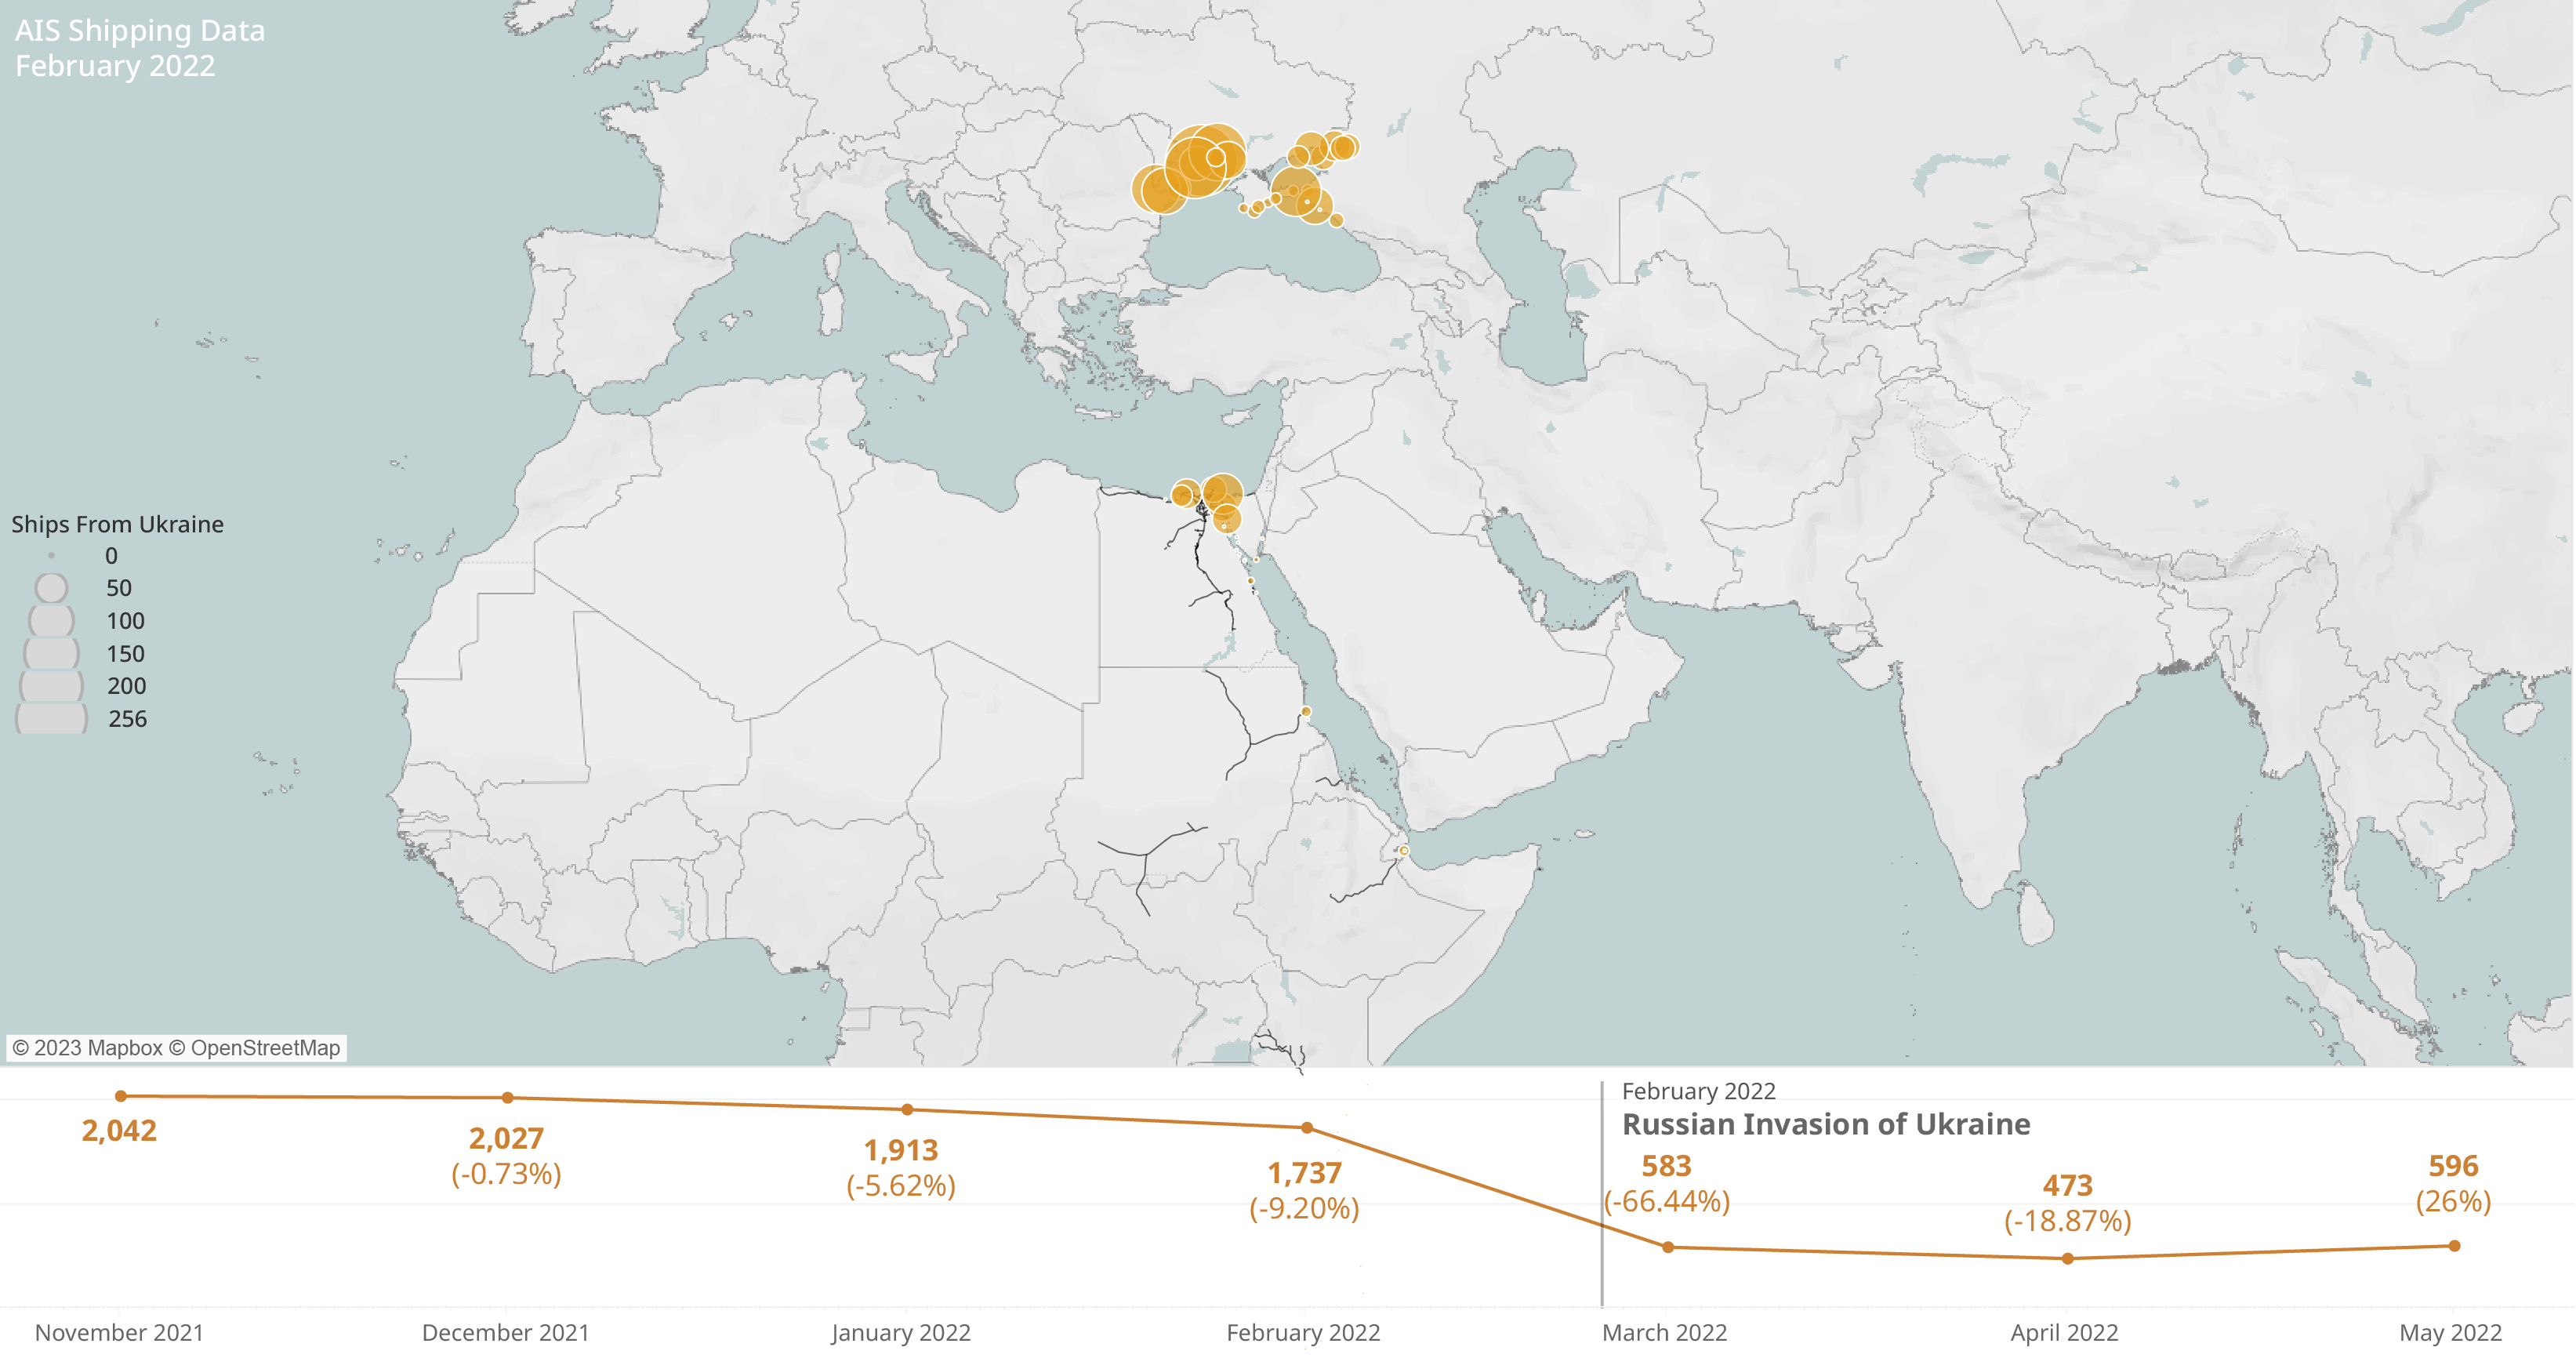 AIS Shipping Data
February 2022
Ships From Ukraine
0
50
100
150
200
256
© 2023 Mapbox © OpenStreetMap
February 2022
Russian Invasion of Ukraine
2,042
2,027
(-0.73%)
1,913
(-5.62%)
1,737
(-9.20%)
583
(-66.44%)
473
(-18.87%)
596
(26%)
November 2021
December 2021
January 2022
February 2022
March 2022
April 2022
May 2022